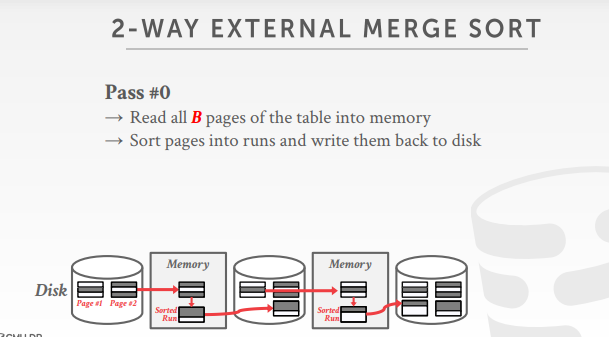 2-WAY EXTERNAL MERGE SORT
Pass #0
→ Read all B pages of the table into memory
→ Sort pages into runs and write them back to disk
Memory
Memory
Disk
Page #1 Page #2
Sorted
Run
Sorted
Run